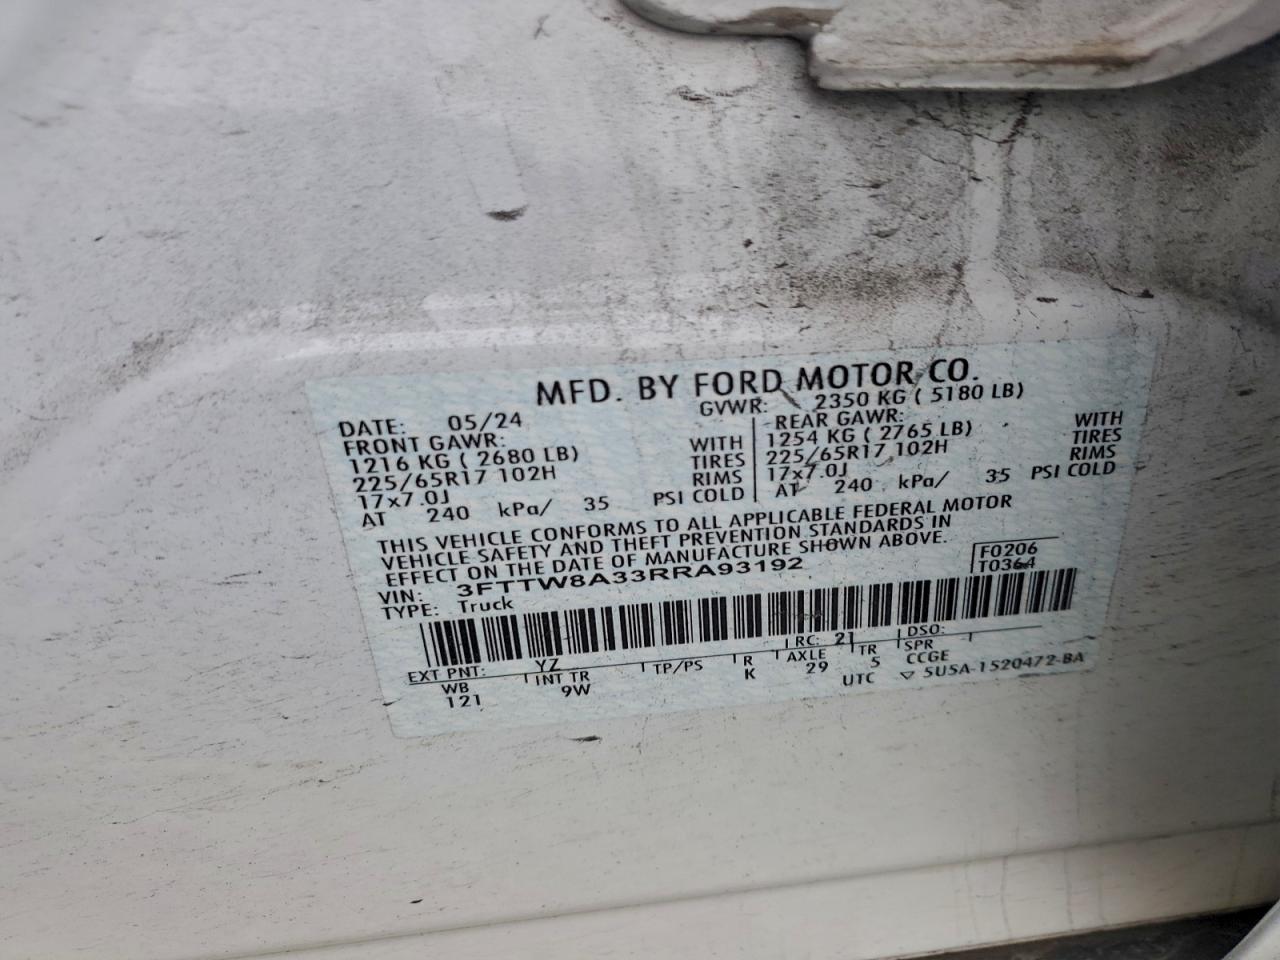 MFD. BY FORD MOTOR CO.
DATE: 05/24 GVWR: 2350 KG ( 5180 LB)
FRONT GAWR: REAR GAWR:
1216 KG ( 2680 LB) WITH 1254 KG ( 2765 LB) WITH
225/65R17 102H TIRES 225/65R17 102H TIRES
17x7.0J RIMS 17x7.0J RIMS
AT 240 kPa/ 35 PSI COLD AT 240 kPa/ 35 PSI COLD
THIS VEHICLE CONFORMS TO ALL APPLICABLE FEDERAL MOTOR
VEHICLE SAFETY AND THEFT PREVENTION STANDARDS IN
EFFECT ON THE DATE OF MANUFACTURE SHOWN ABOVE.
VIN: 3FTTW8A33RRA93192 F0206
TYPE: Truck T0364
EXT PNT: YZ RC: 21 DSO:
WB INT TR TP/PS R AXLE TR SPR
121 9W K 29 5 CCGE
UTC ▽ 5U5A-1520472-BA